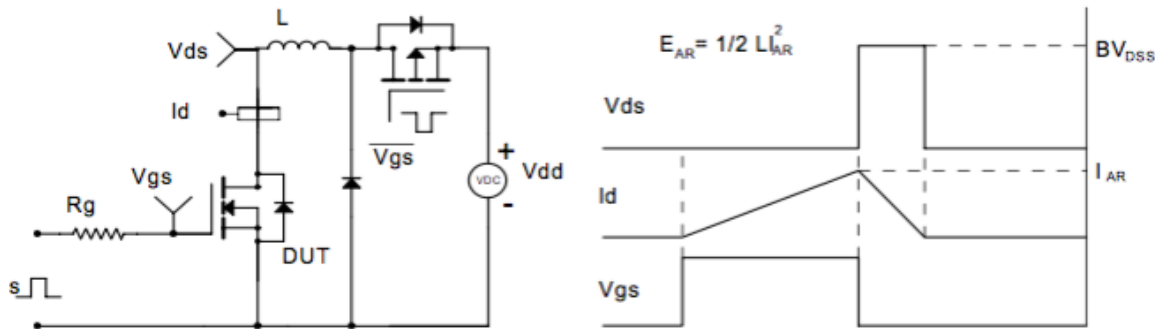 L
Vds
Id
Vgs
Vgs
Rg
DUT
+
VDC
-
Vdd
s
E_AR = 1/2 LI²_AR
BV_DSS
Vds
I_AR
Id
Vgs